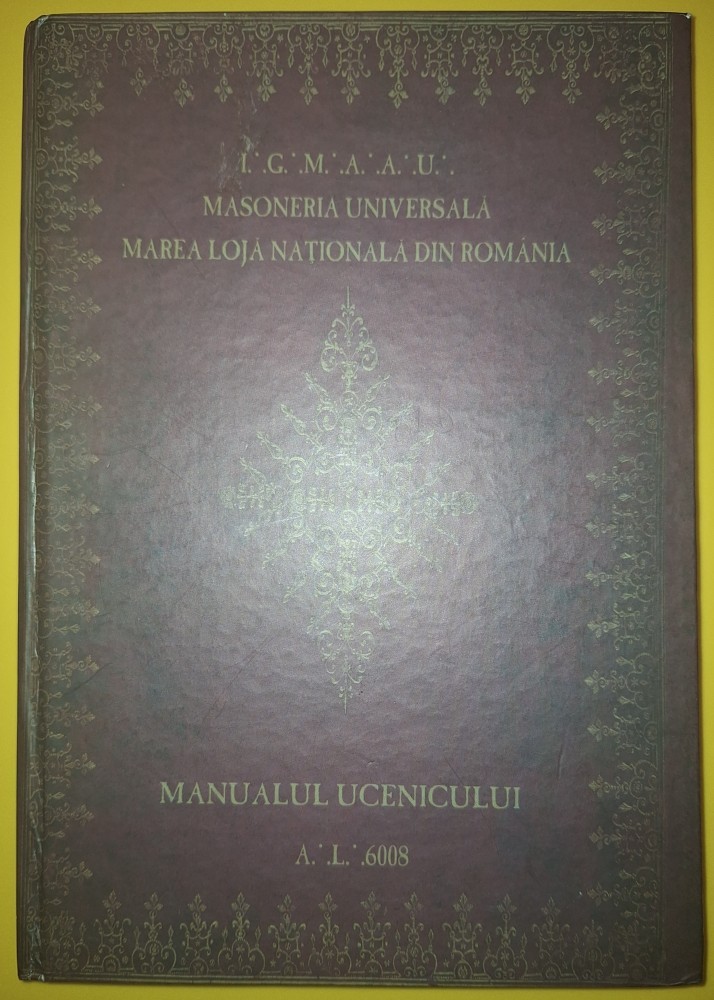 I∴G∴M∴A∴A∴U∴
MASONERIA UNIVERSALĂ
MAREA LOJĂ NAȚIONALĂ DIN ROMÂNIA
MANUALUL UCENICULUI
A∴L∴6008